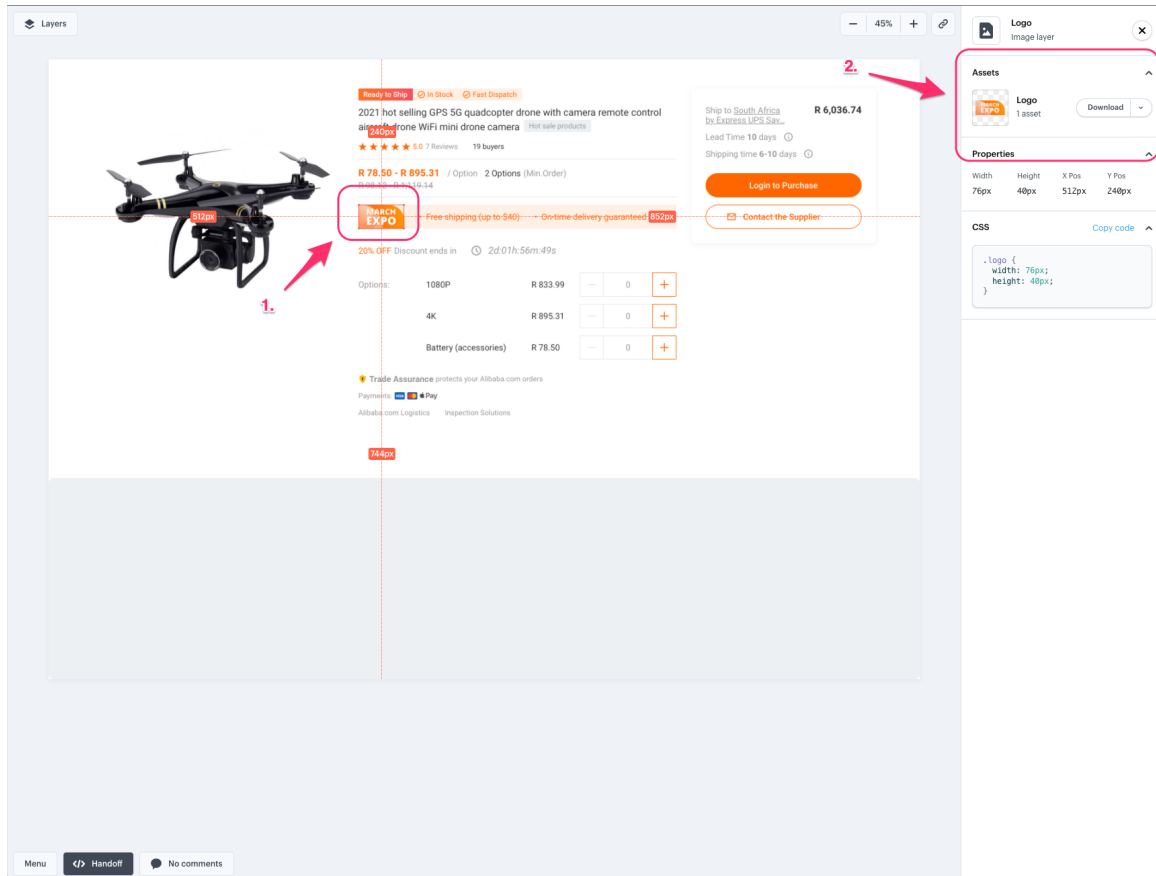 Layers
45%
Logo
Image layer
Assets
MARCH
EXPO
Logo
1 asset
Download
Properties
Width Height X Pos Y Pos
76px 40px 512px 240px
CSS Copy code
.logo {
width: 76px;
height: 40px;
}
2.
Ready to Ship In Stock Fast Dispatch
2021 hot selling GPS 5G quadcopter drone with camera remote control
aircraft drone WiFi mini drone camera Hot sale products
240px
5.0 7 Reviews 19 buyers
R 78.50 - R 895.31 / Option 2 Options (Min.Order)
R 98.13 - R 1,119.14
512px
MARCH
EXPO
Free shipping (up to $40) · On-time delivery guaranteed 852px
20% OFF Discount ends in 2d:01h:56m:49s
1.
Options: 1080P R 833.99 − 0 +
4K R 895.31 − 0 +
Battery (accessories) R 78.50 − 0 +
Trade Assurance protects your Alibaba.com orders
Payments: VISA Pay
Alibaba.com Logistics Inspection Solutions
744px
Ship to South Africa R 6,036.74
by Express UPS Sav...
Lead Time 10 days
Shipping time 6-10 days
Login to Purchase
Contact the Supplier
Menu </> Handoff No comments